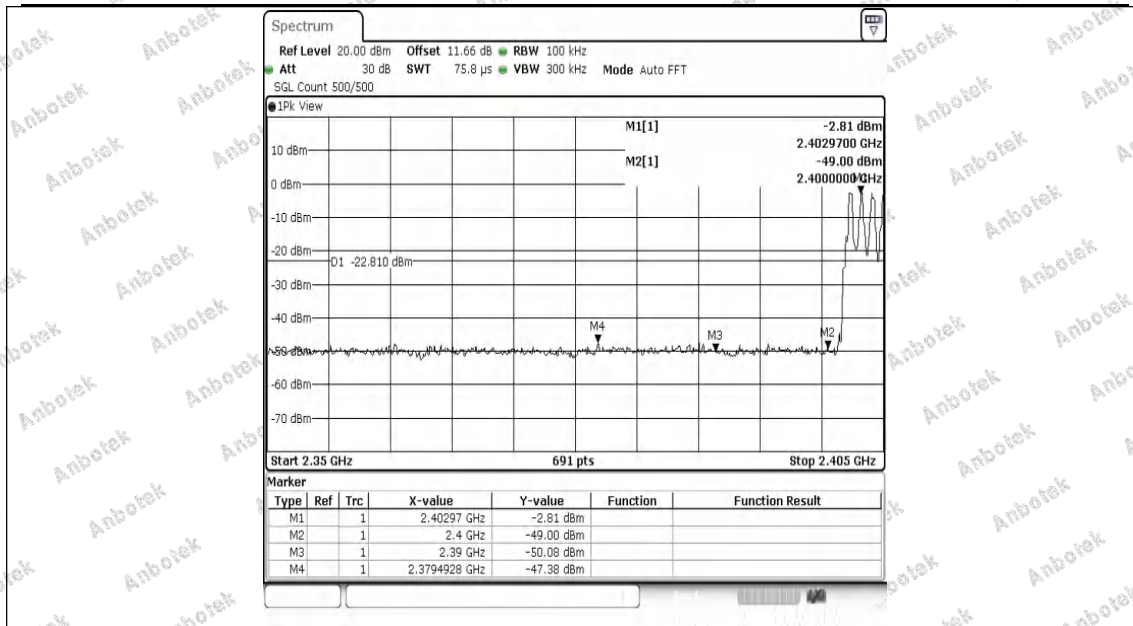 Spectrum
Ref Level 20.00 dBm Offset 11.66 dB RBW 100 kHz
Att 30 dB SWT 75.8 µs VBW 300 kHz Mode Auto FFT
SGL Count 500/500
1Pk View
M1[1] -2.81 dBm
2.4029700 GHz
M2[1] -49.00 dBm
2.4000000 GHz
M1
10 dBm
0 dBm
-10 dBm
-20 dBm
D1 -22.810 dBm
-30 dBm
-40 dBm
M4 M3 M2
-50 dBm
-60 dBm
-70 dBm
Start 2.35 GHz 691 pts Stop 2.405 GHz
Marker
Type Ref Trc X-value Y-value Function Function Result
M1 1 2.40297 GHz -2.81 dBm
M2 1 2.4 GHz -49.00 dBm
M3 1 2.39 GHz -50.08 dBm
M4 1 2.3794928 GHz -47.38 dBm
Anbotek